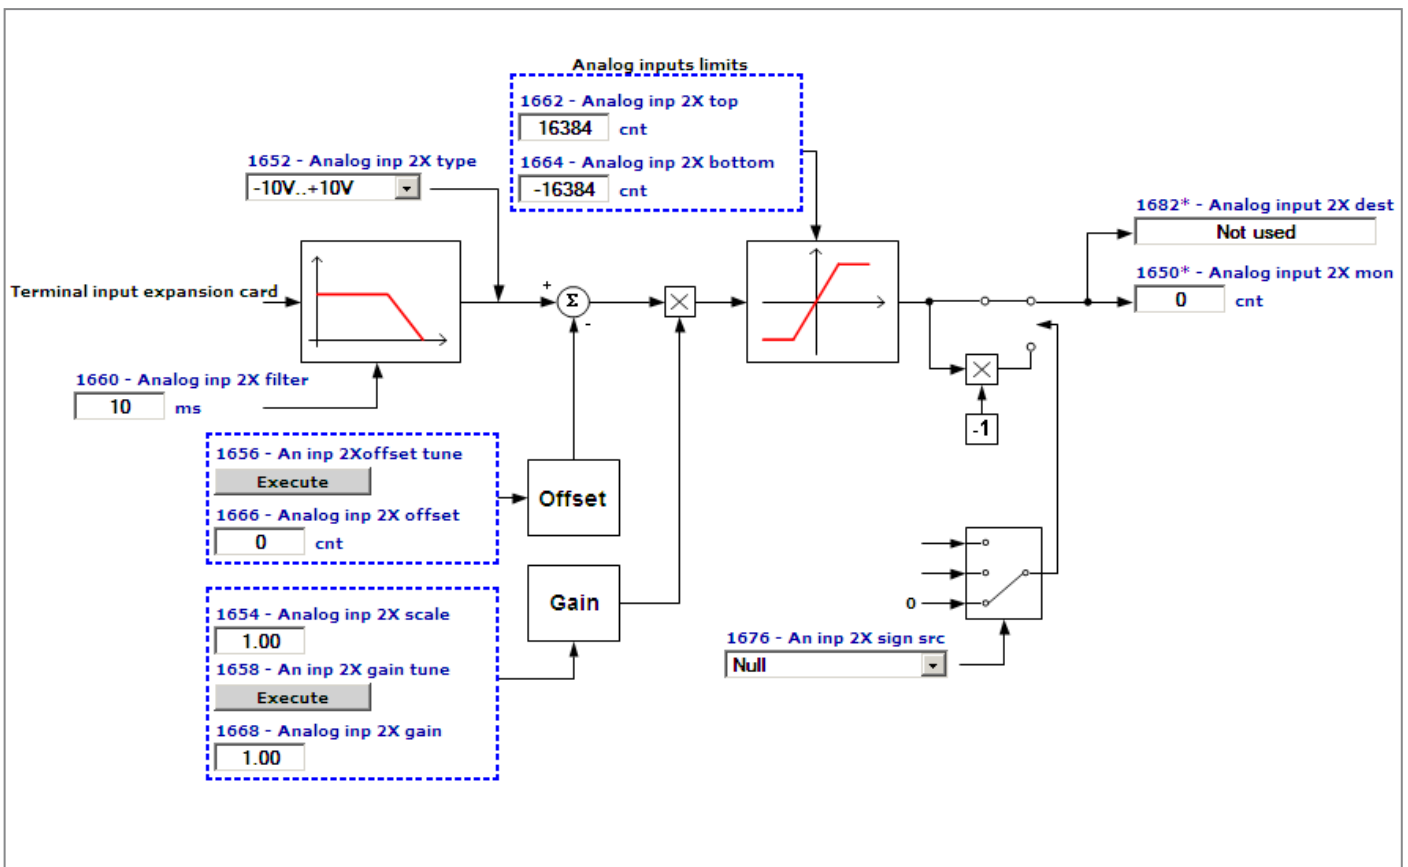 Analog inputs limits
1662 - Analog inp 2X top
16384 cnt
1664 - Analog inp 2X bottom
-16384 cnt
1652 - Analog inp 2X type
-10V..+10V
1682* - Analog input 2X dest
Not used
1650* - Analog input 2X mon
0 cnt
Terminal input expansion card
+
Σ
-
1660 - Analog inp 2X filter
10 ms
-1
1656 - An inp 2Xoffset tune
Execute
1666 - Analog inp 2X offset
0 cnt
Offset
1654 - Analog inp 2X scale
1.00
1658 - An inp 2X gain tune
Execute
1668 - Analog inp 2X gain
1.00
Gain
0
1676 - An inp 2X sign src
Null